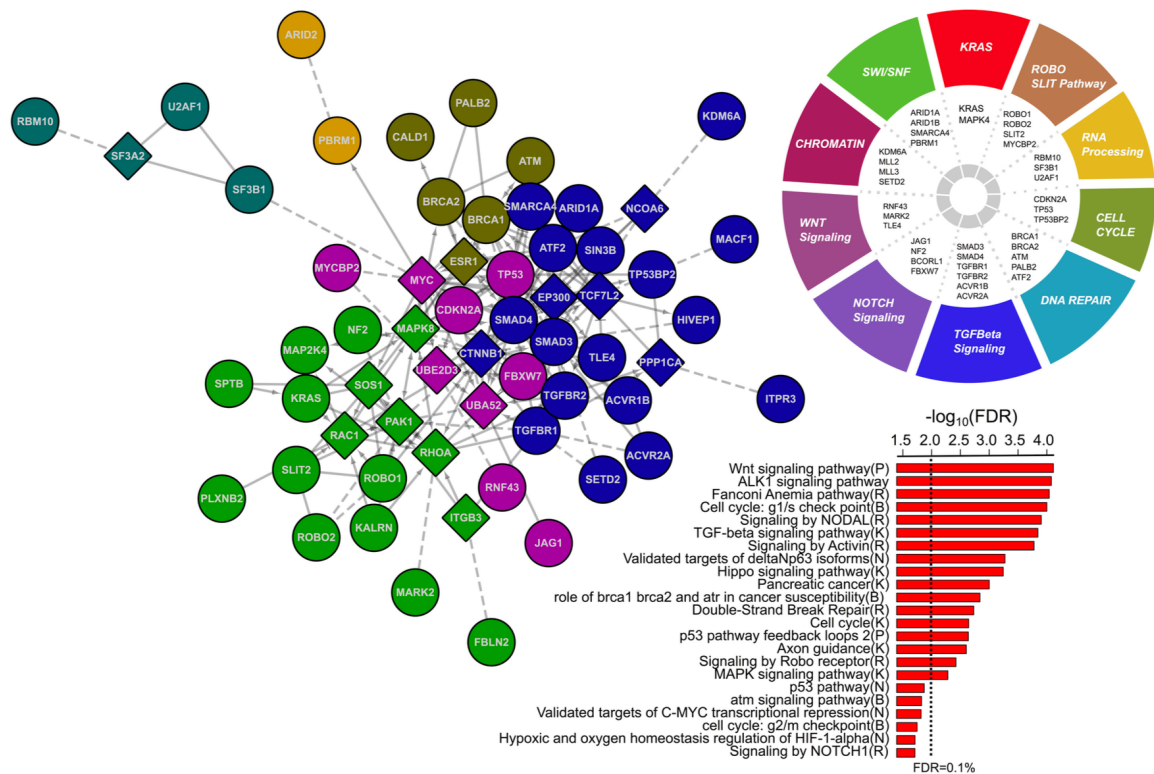 ARID2
RBM10
U2AF1
SF3A2
SF3B1
PBRM1
PALB2
CALD1
ATM
BRCA2
BRCA1
KDM6A
SMARCA4
ARID1A
NCOA6
ATF2
SIN3B
MACF1
ESR1
MYCBP2
MYC
TP53
TP53BP2
EP300
TCF7L2
CDKN2A
SMAD4
HIVEP1
NF2
MAPK8
MAP2K4
CTNNB1
SMAD3
TLE4
PPP1CA
UBE2D3
FBXW7
SPTB
KRAS
SOS1
UBA52
TGFBR2
ACVR1B
ITPR3
PAK1
RAC1
TGFBR1
RHOA
ACVR2A
SLIT2
ROBO1
RNF43
SETD2
PLXNB2
KALRN
ITGB3
ROBO2
JAG1
MARK2
FBLN2
KRAS
ROBO
SLIT Pathway
RNA
Processing
CELL
CYCLE
DNA REPAIR
TGFBeta
Signaling
NOTCH
Signaling
WNT
Signaling
CHROMATIN
SWI/SNF
KRAS
MAPK4
ROBO1
ROBO2
SLIT2
MYCBP2
RBM10
SF3B1
U2AF1
CDKN2A
TP53
TP53BP2
BRCA1
BRCA2
ATM
PALB2
ATF2
SMAD3
SMAD4
TGFBR1
TGFBR2
ACVR1B
ACVR2A
JAG1
NF2
BCORL1
FBXW7
RNF43
MARK2
TLE4
KDM6A
MLL2
MLL3
SETD2
ARID1A
ARID1B
SMARCA4
PBRM1
-log10(FDR)
1.5 2.0 2.5 3.0 3.5 4.0
Wnt signaling pathway(P)
ALK1 signaling pathway
Fanconi Anemia pathway(R)
Cell cycle: g1/s check point(B)
Signaling by NODAL(R)
TGF-beta signaling pathway(K)
Signaling by Activin(R)
Validated targets of deltaNp63 isoforms(N)
Hippo signaling pathway(K)
Pancreatic cancer(K)
role of brca1 brca2 and atr in cancer susceptibility(B)
Double-Strand Break Repair(R)
Cell cycle(K)
p53 pathway feedback loops 2(P)
Axon guidance(K)
Signaling by Robo receptor(R)
MAPK signaling pathway(K)
p53 pathway(N)
atm signaling pathway(B)
Validated targets of C-MYC transcriptional repression(N)
cell cycle: g2/m checkpoint(B)
Hypoxic and oxygen homeostasis regulation of HIF-1-alpha(N)
Signaling by NOTCH1(R)
FDR=0.1%